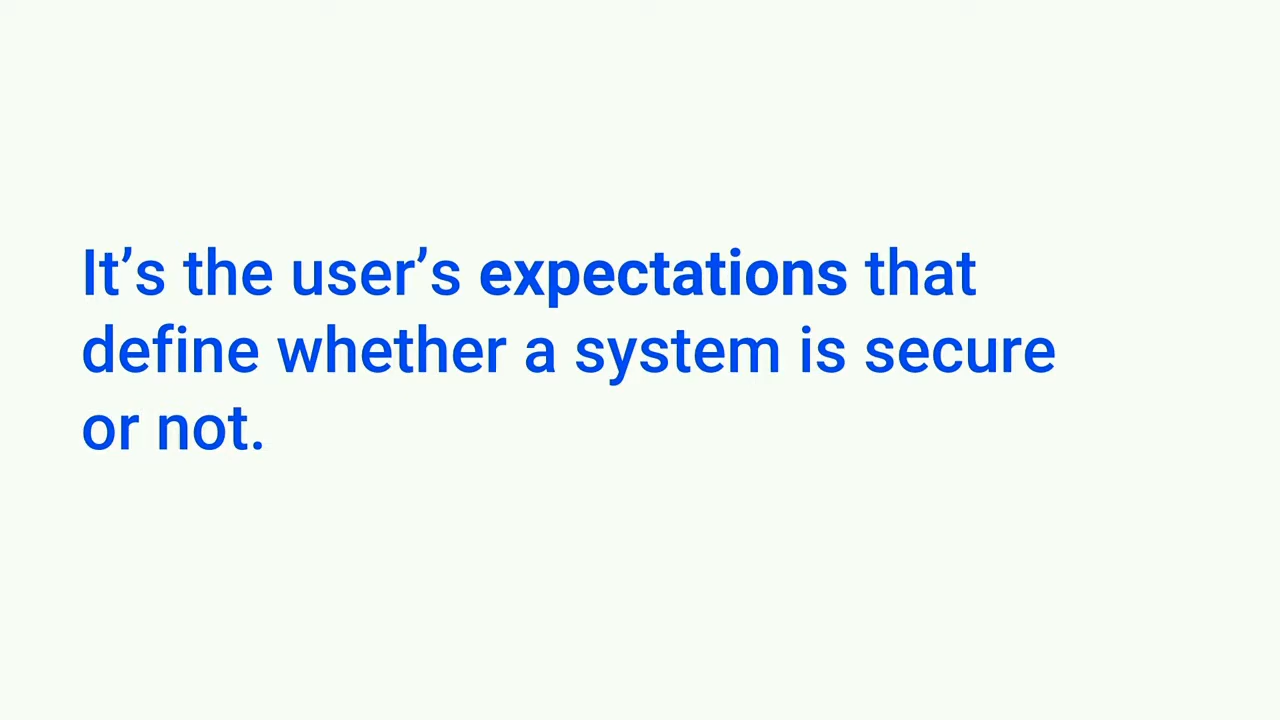 It’s the user’s expectations that
define whether a system is secure
or not.